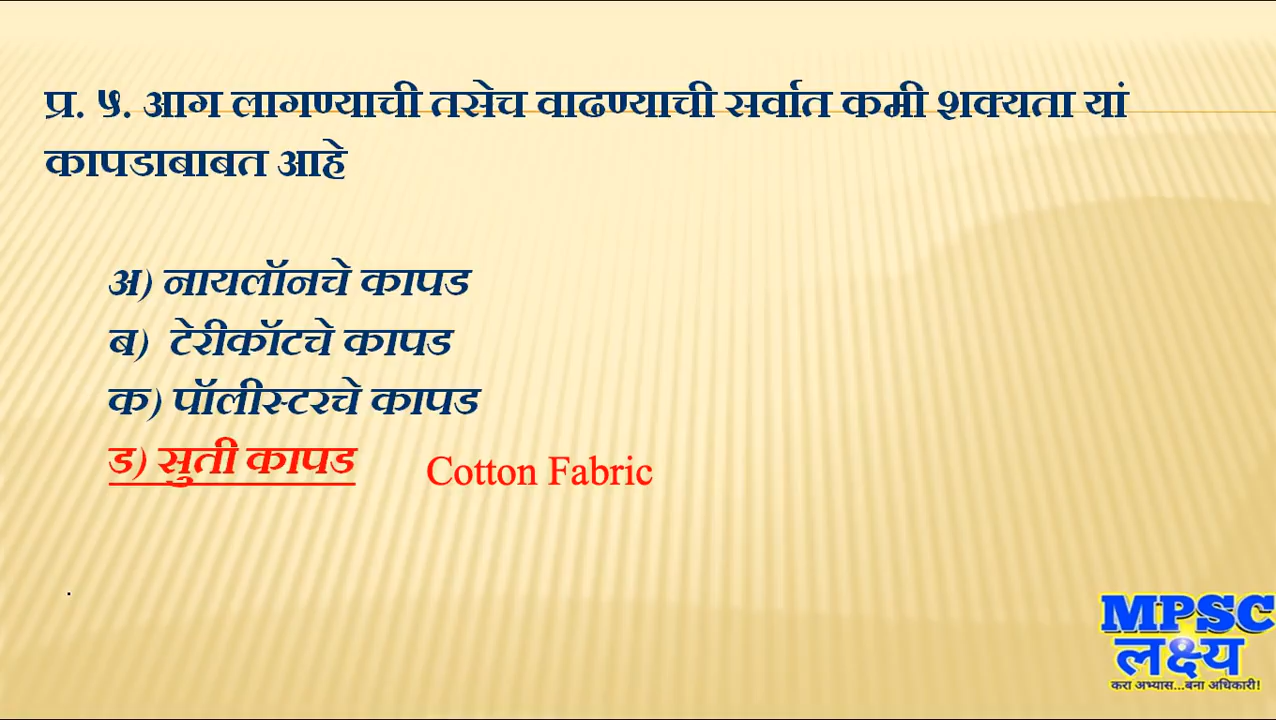 प्र. ५. आग लागण्याची तसेच वाढण्याची सर्वात कमी शक्यता यां
कापडाबाबत आहे
अ) नायलॉनचे कापड
ब) टेरीकॉटचे कापड
क) पॉलीस्टरचे कापड
ड) सुती कापड Cotton Fabric
.
MPSC
लक्ष्य
करा अभ्यास...बना अधिकारी!